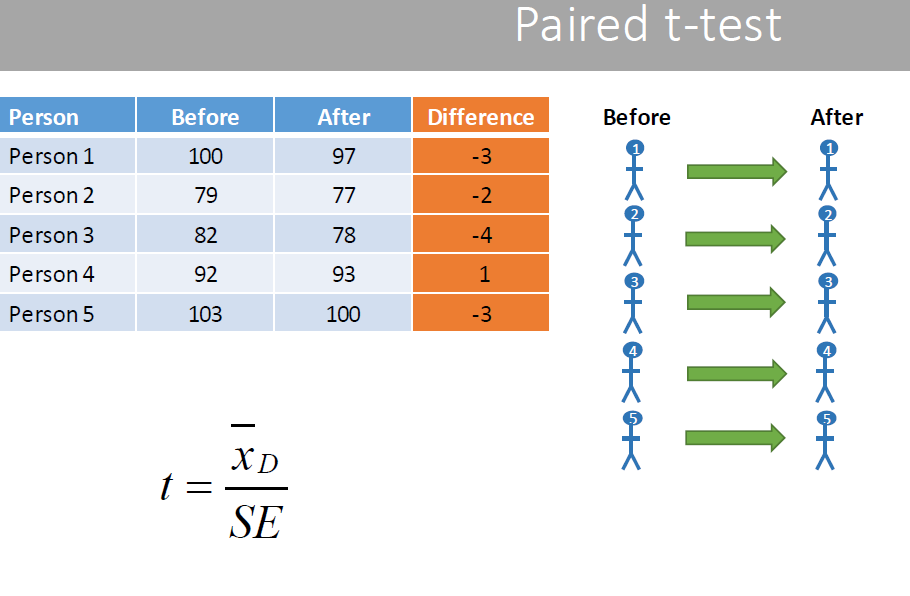 Paired t-test
Person Before After Difference
Person 1 100 97 -3
Person 2 79 77 -2
Person 3 82 78 -4
Person 4 92 93 1
Person 5 103 100 -3
t = x̄_D / SE
Before After
1 1
2 2
3 3
4 4
5 5